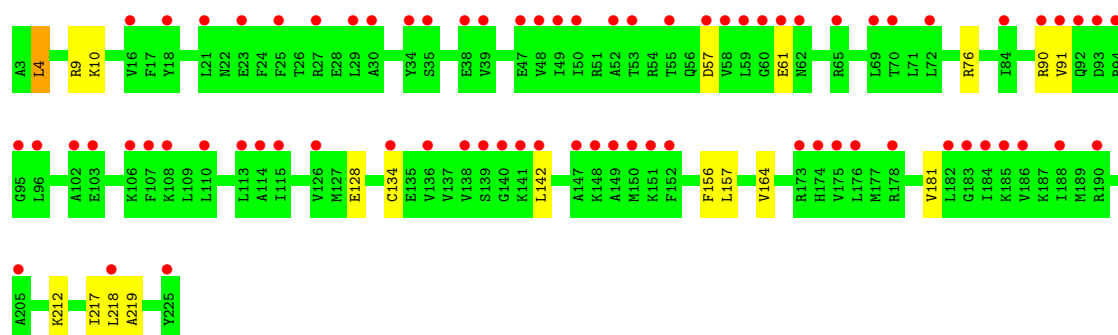 A3 L4 R9 K10 V16 F17 Y18 L21 N22 E23 F24 F25 T26 R27 E28 L29 A30 Y34 S35 E38 V39 E47 V48 I49 I50 R51 A52 T53 R54 T55 Q56 D57 V58 L59 G60 E61 N62 R65 L69 T70 L71 L72 R76 I84 R90 V91 Q92 D93
G95 L96 A102 E103 K106 F107 K108 L109 L110 L113 A114 I115 V126 M127 E128 C134 E135 V136 V137 V138 S139 G140 K141 L142 A147 K148 A149 M150 K151 F152 F156 L157 V164 R173 H174 V175 L176 M177 R178 V181 L182 G183 I184 K185 V186 K187 I188 M189 R190
A205 K212 I217 L218 A219 Y225